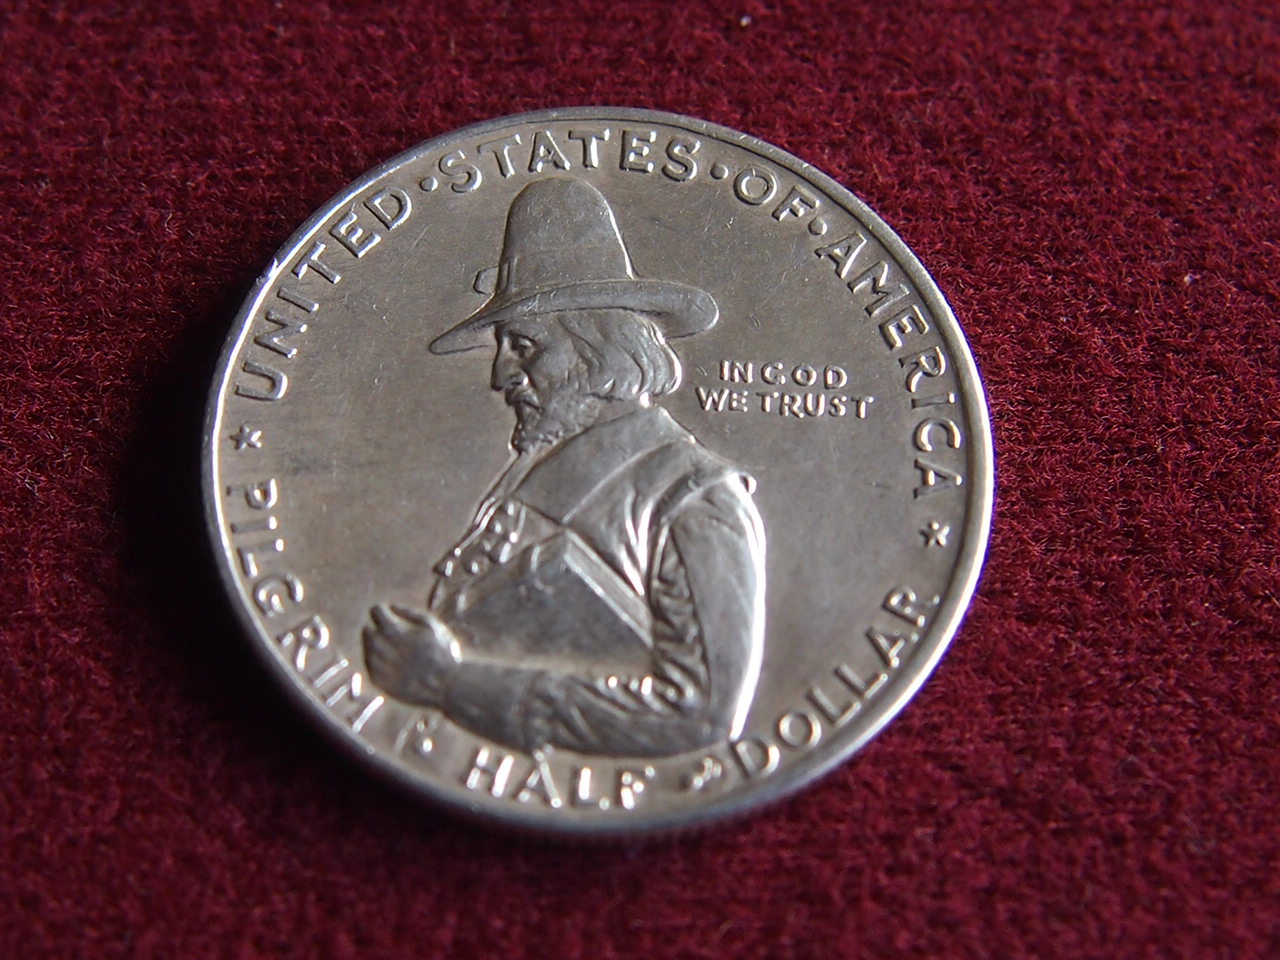 UNITED·STATES·OF·AMERICA
IN GOD
WE TRUST
PILGRIM HALF DOLLAR